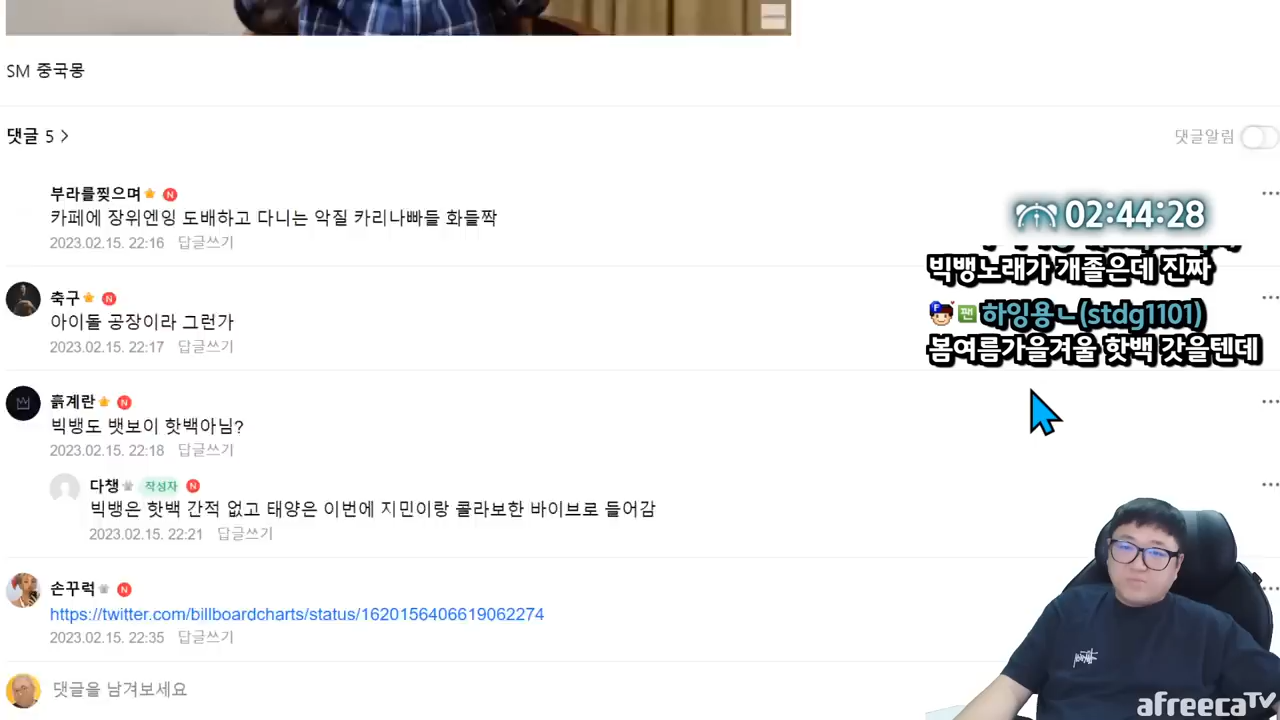 SM 중국몽
댓글 5 >
댓글알림
부라를찢으며 N
카페에 장위엔잉 도배하고 다니는 악질 카리나빠들 화들짝
2023.02.15. 22:16 답글쓰기
02:44:28
빅뱅노래가 개졸은데 진짜
축구 N
아이돌 공장이라 그런가
2023.02.15. 22:17 답글쓰기
F 팬 하잉용ㄴ(stdg1101)
봄여름가을겨울 핫백 갓을텐데
흙계란 N
빅뱅도 뱃보이 핫백아님?
2023.02.15. 22:18 답글쓰기
다챙 작성자 N
빅뱅은 핫백 간적 없고 태양은 이번에 지민이랑 콜라보한 바이브로 들어감
2023.02.15. 22:21 답글쓰기
손꾸럭 N
https://twitter.com/billboardcharts/status/1620156406619062274
2023.02.15. 22:35 답글쓰기
댓글을 남겨보세요
afreecaTV